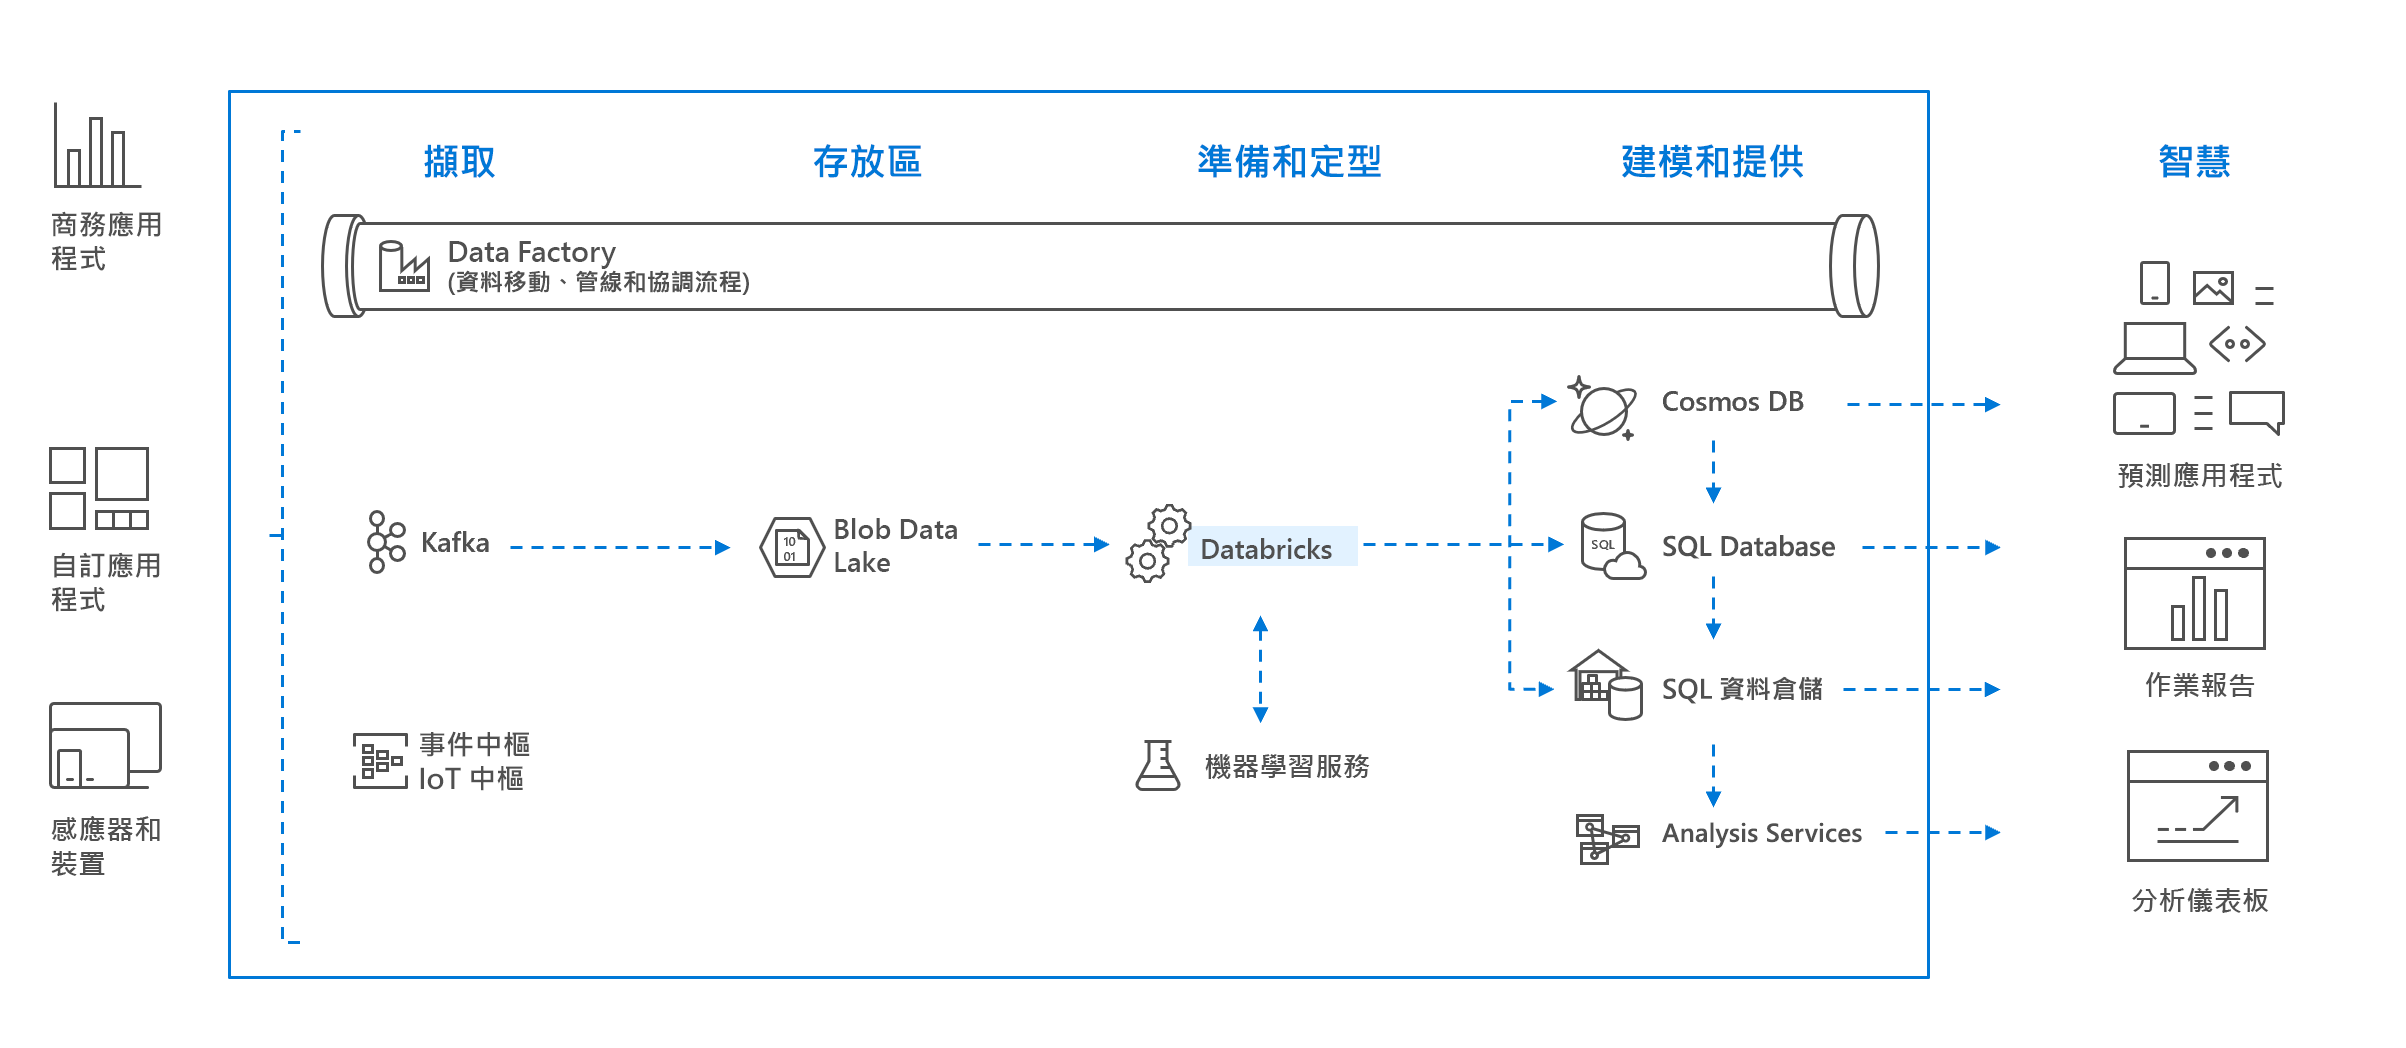 擷取
存放區
準備和定型
建模和提供
智慧
商務應用
程式
Data Factory
(資料移動、管線和協調流程)
自訂應用
程式
感應器和
裝置
Kafka
事件中樞
IoT 中樞
10
01
Blob Data
Lake
Databricks
機器學習服務
Cosmos DB
SQL
SQL Database
SQL 資料倉儲
Analysis Services
預測應用程式
作業報告
分析儀表板